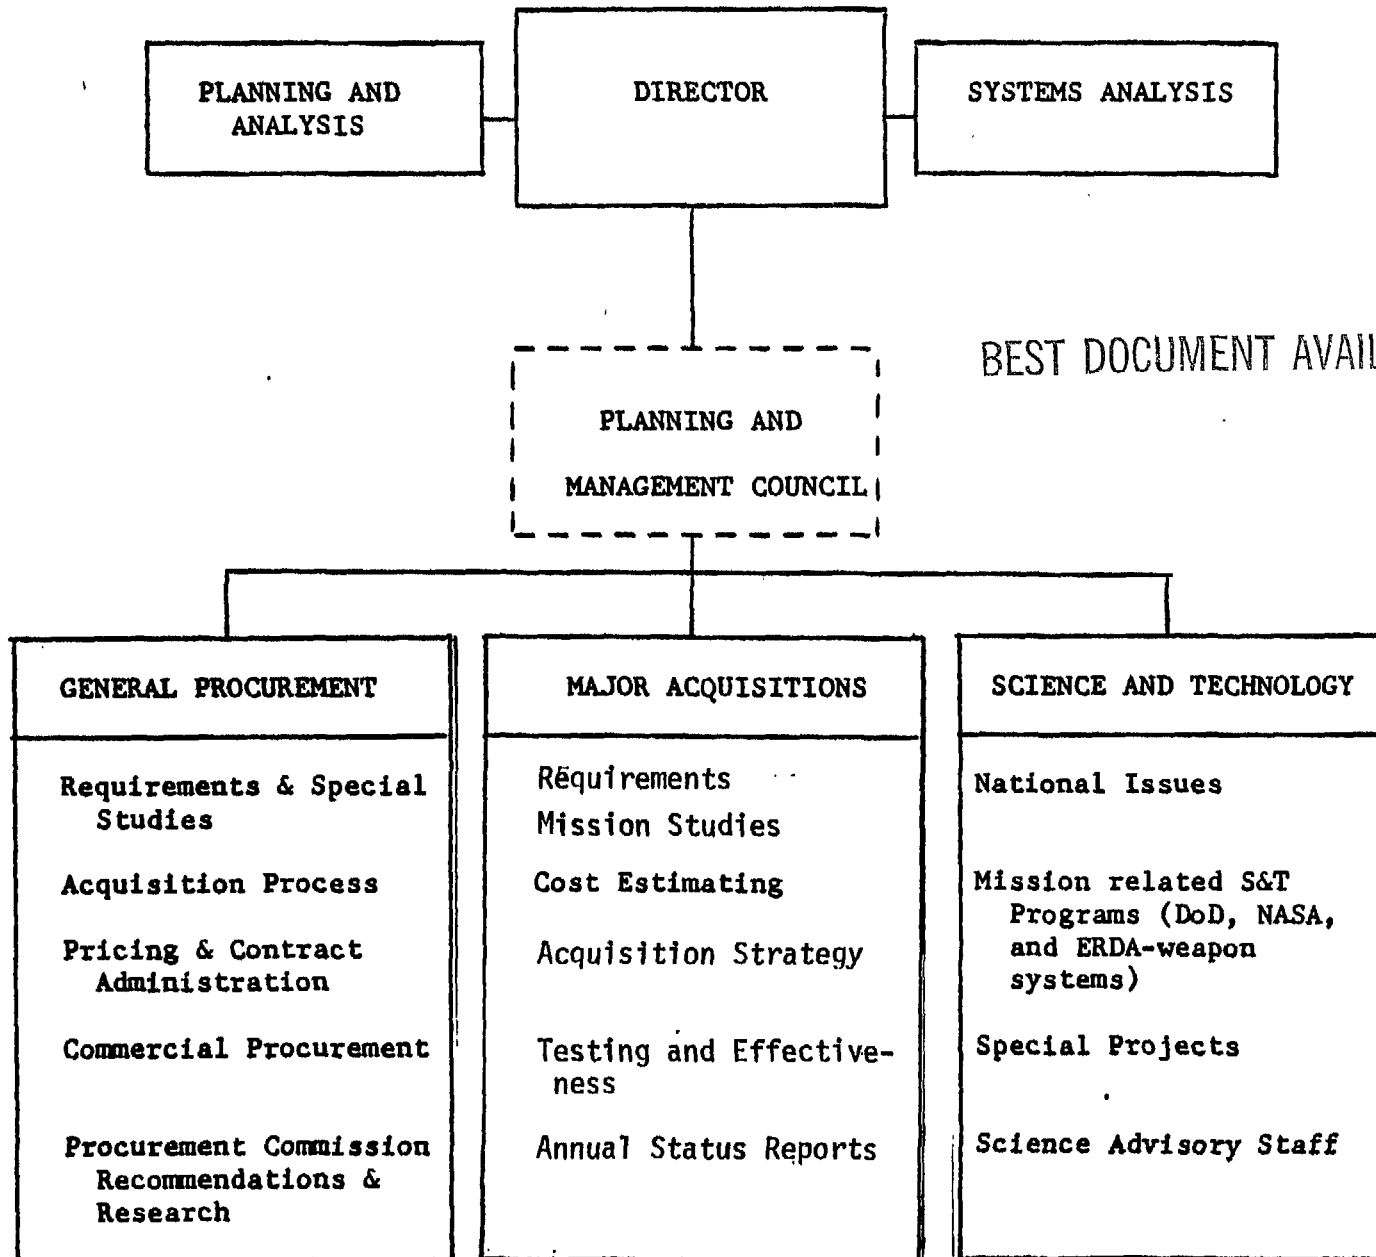 PLANNING AND
ANALYSIS
DIRECTOR
SYSTEMS ANALYSIS
BEST DOCUMENT AVAIL
PLANNING AND
MANAGEMENT COUNCIL
GENERAL PROCUREMENT
Requirements & Special
Studies
Acquisition Process
Pricing & Contract
Administration
Commercial Procurement
Procurement Commission
Recommendations &
Research
MAJOR ACQUISITIONS
Requirements
Mission Studies
Cost Estimating
Acquisition Strategy
Testing and Effective-
ness
Annual Status Reports
SCIENCE AND TECHNOLOGY
National Issues
Mission related S&T
Programs (DoD, NASA,
and ERDA-weapon
systems)
Special Projects
Science Advisory Staff